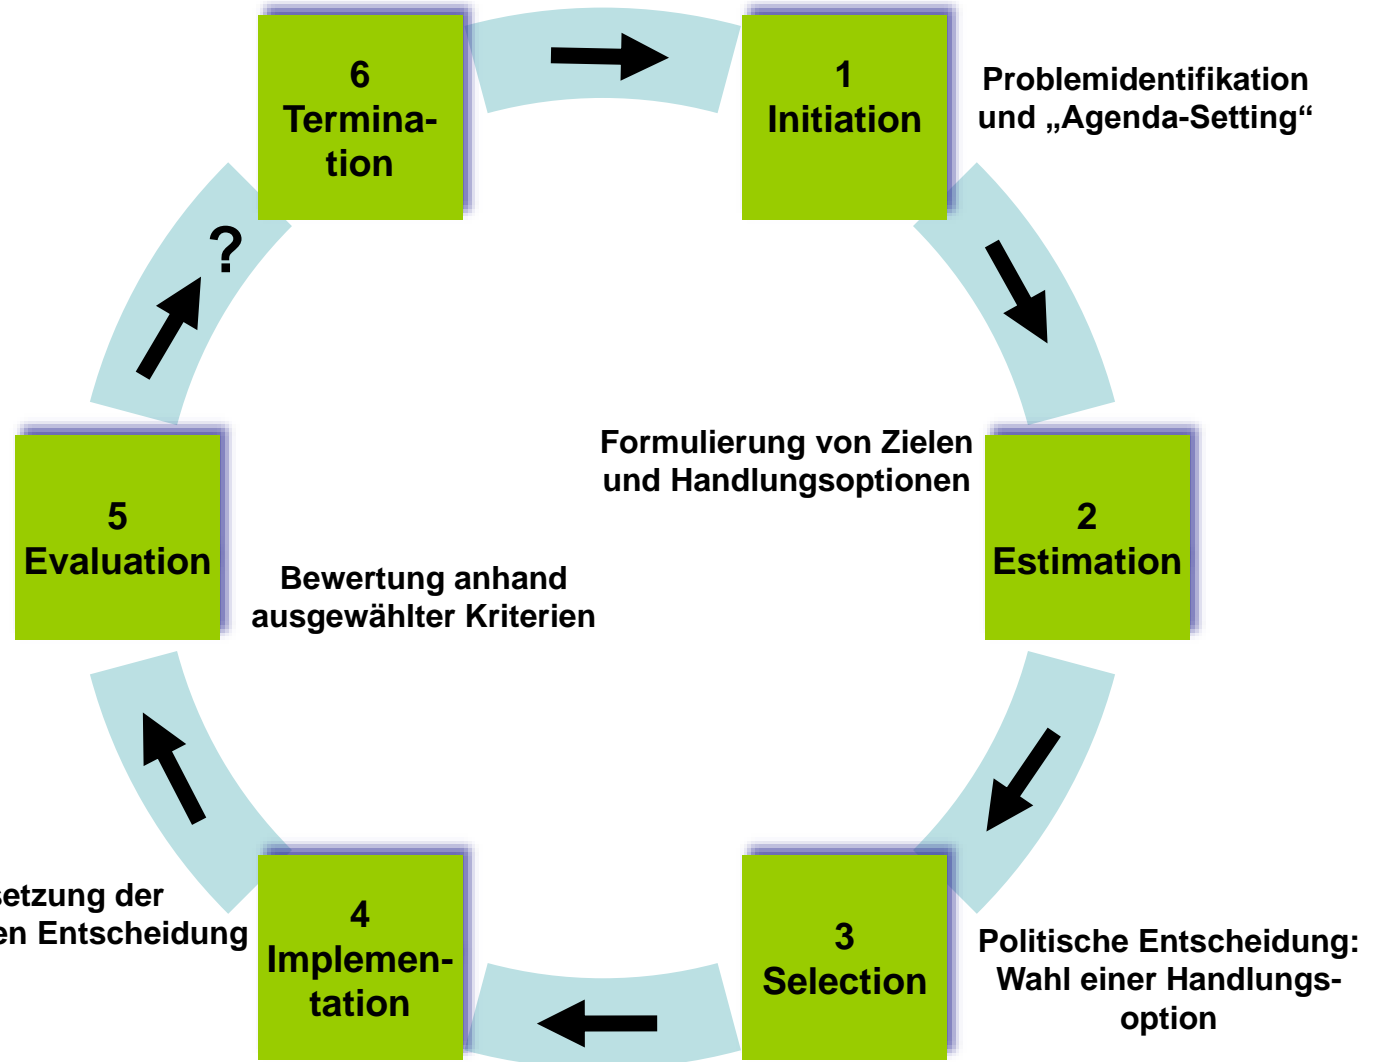 6
Termina-
tion
1
Initiation
Problemidentifikation
und „Agenda-Setting“
?
Formulierung von Zielen
und Handlungsoptionen
2
Estimation
5
Evaluation
Bewertung anhand
ausgewählter Kriterien
setzung der
en Entscheidung
4
Implemen-
tation
3
Selection
Politische Entscheidung:
Wahl einer Handlungs-
option